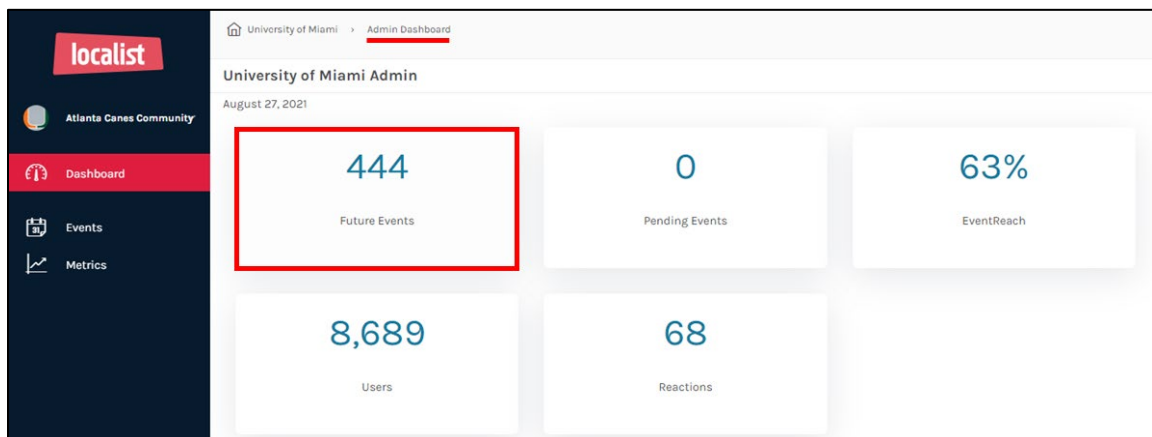 localist
Atlanta Canes Community
Dashboard
31
Events
Metrics
University of Miami › Admin Dashboard
University of Miami Admin
August 27, 2021
444
Future Events
0
Pending Events
63%
EventReach
8,689
Users
68
Reactions